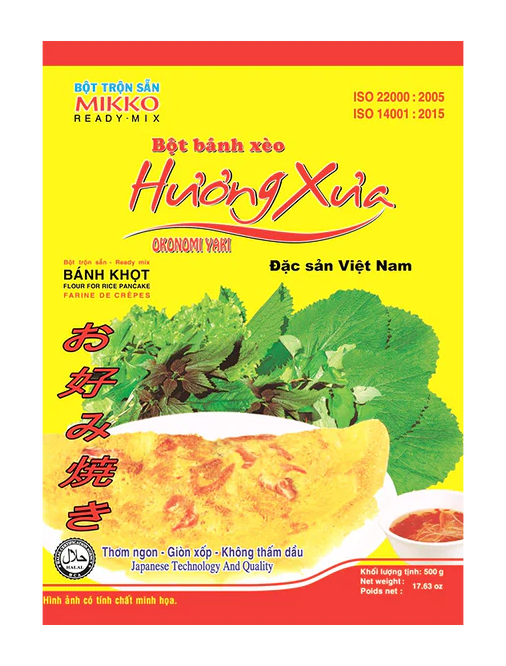 BỘT TRỘN SẴN
MIKKO
READY-MIX
ISO 22000 : 2005
ISO 14001 : 2015
Bột bánh xèo
Hương Xưa
OKONOMI YAKI
Đặc sản Việt Nam
Bột trộn sẵn - Ready mix
BÁNH KHỌT
FLOUR FOR RICE PANCAKE
FARINE DE CRÊPES
お好み焼き
حلال
HALAL
Thơm ngon - Giòn xốp - Không thấm dầu
Japanese Technology And Quality
Khối lượng tịnh: 500 g
Net weight :
Poids net : 17.63 oz
Hình ảnh có tính chất minh họa.